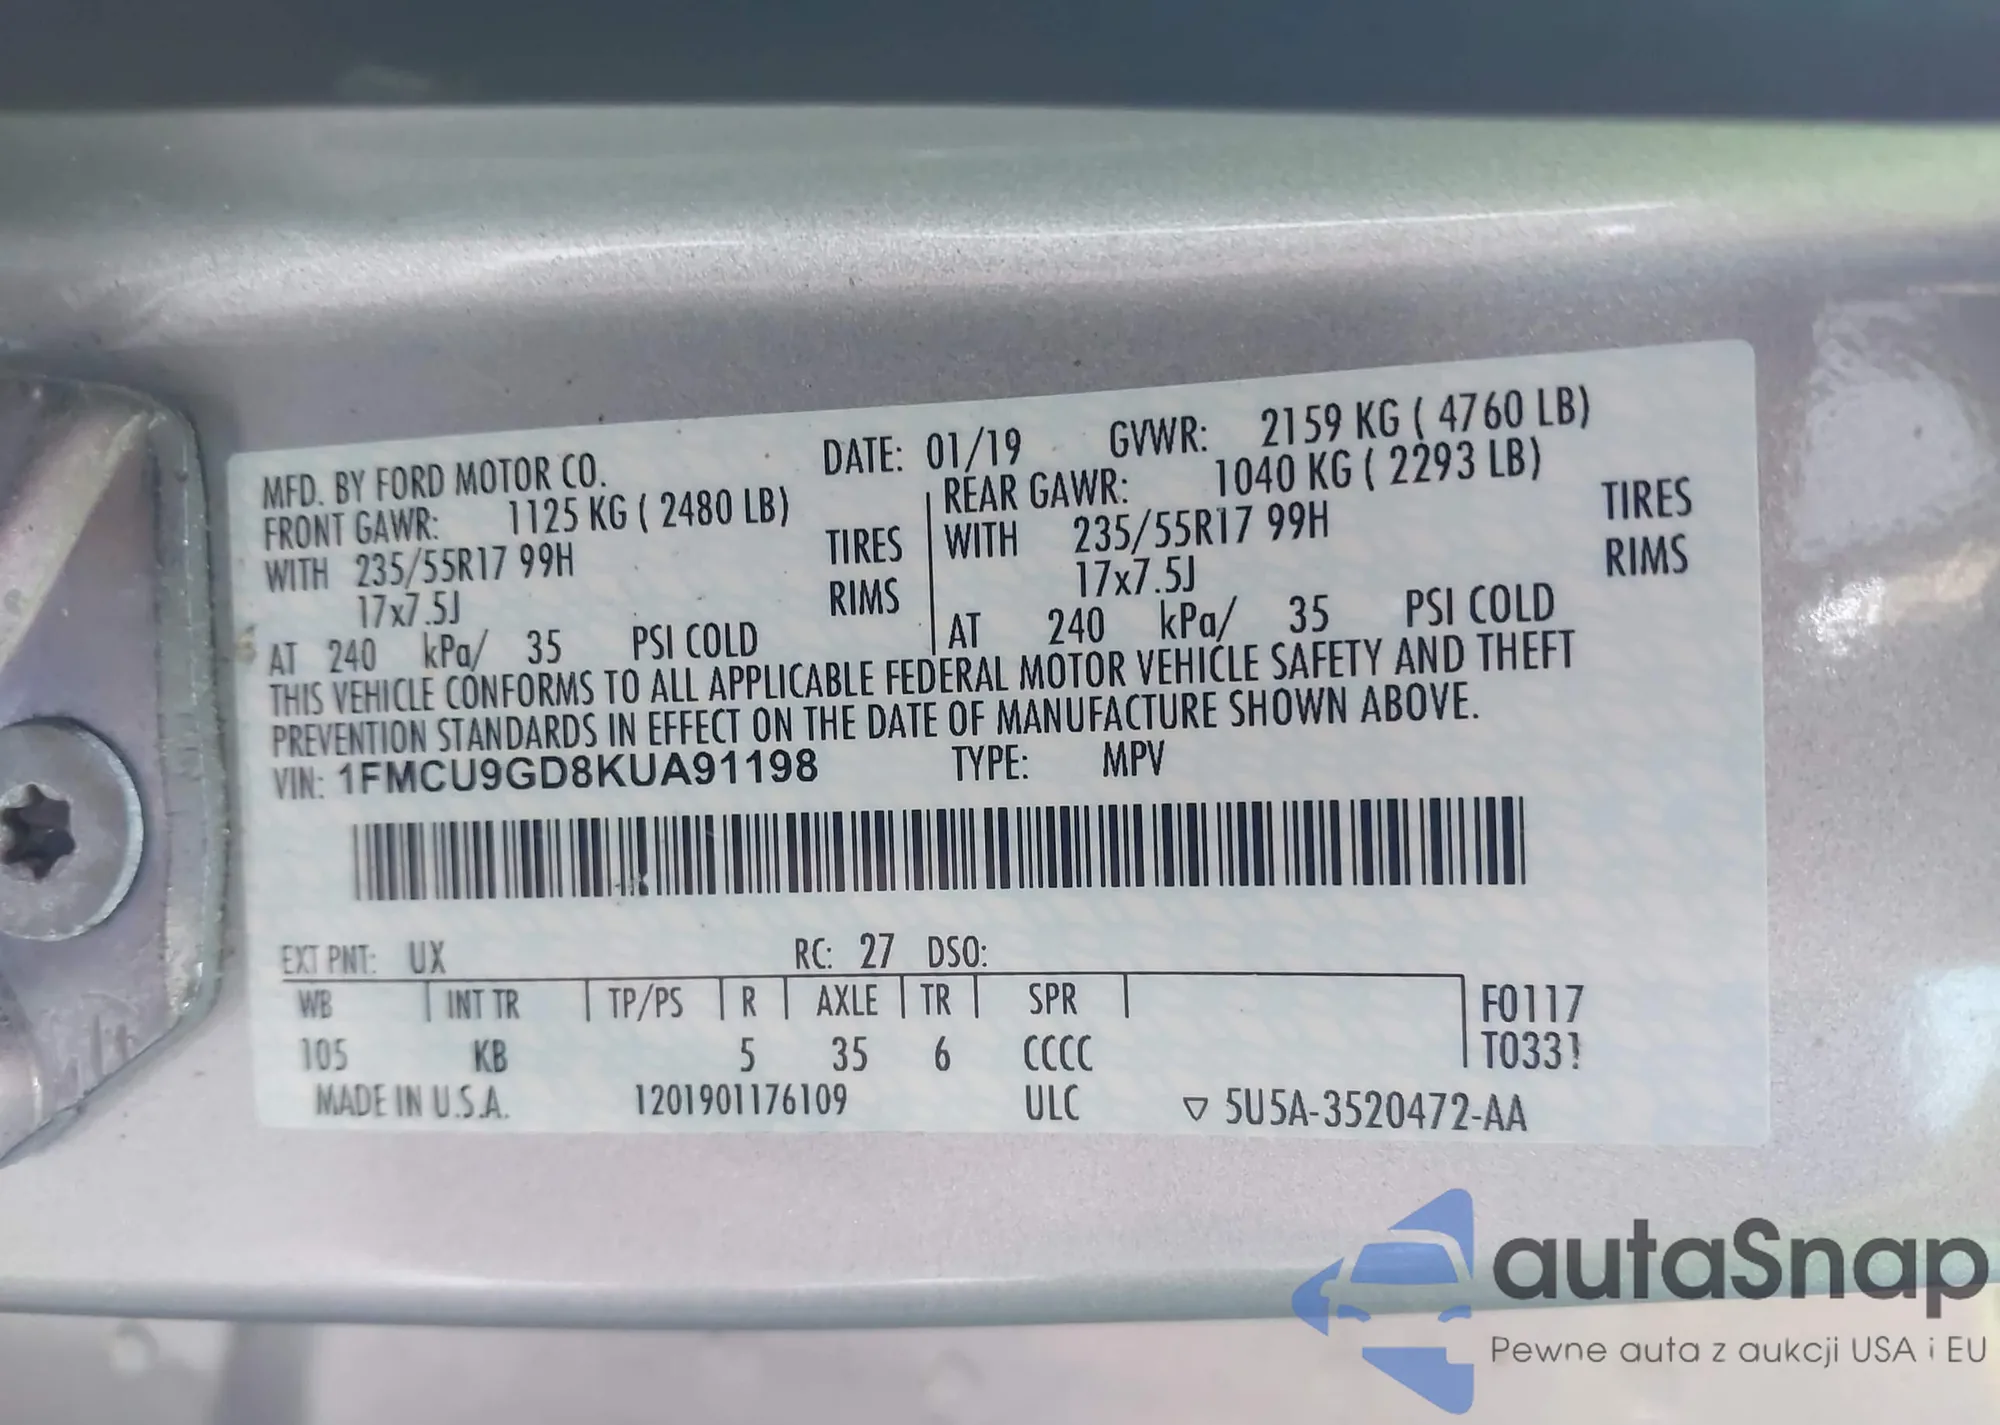 MFD. BY FORD MOTOR CO. DATE: 01/19 GVWR: 2159 KG ( 4760 LB)
FRONT GAWR: 1125 KG ( 2480 LB) REAR GAWR: 1040 KG ( 2293 LB)
WITH 235/55R17 99H TIRES WITH 235/55R17 99H TIRES
17x7.5J RIMS 17x7.5J RIMS
AT 240 kPa/ 35 PSI COLD AT 240 kPa/ 35 PSI COLD
THIS VEHICLE CONFORMS TO ALL APPLICABLE FEDERAL MOTOR VEHICLE SAFETY AND THEFT
PREVENTION STANDARDS IN EFFECT ON THE DATE OF MANUFACTURE SHOWN ABOVE.
VIN: 1FMCU9GD8KUA91198 TYPE: MPV
EXT PNT: UX RC: 27 DSO:
WB INT TR TP/PS R AXLE TR SPR F0117
105 KB 5 35 6 CCCC T0331
MADE IN U.S.A. 1201901176109 ULC ▽ 5U5A-3520472-AA
autaSnap
Pewne auta z aukcji USA i EU